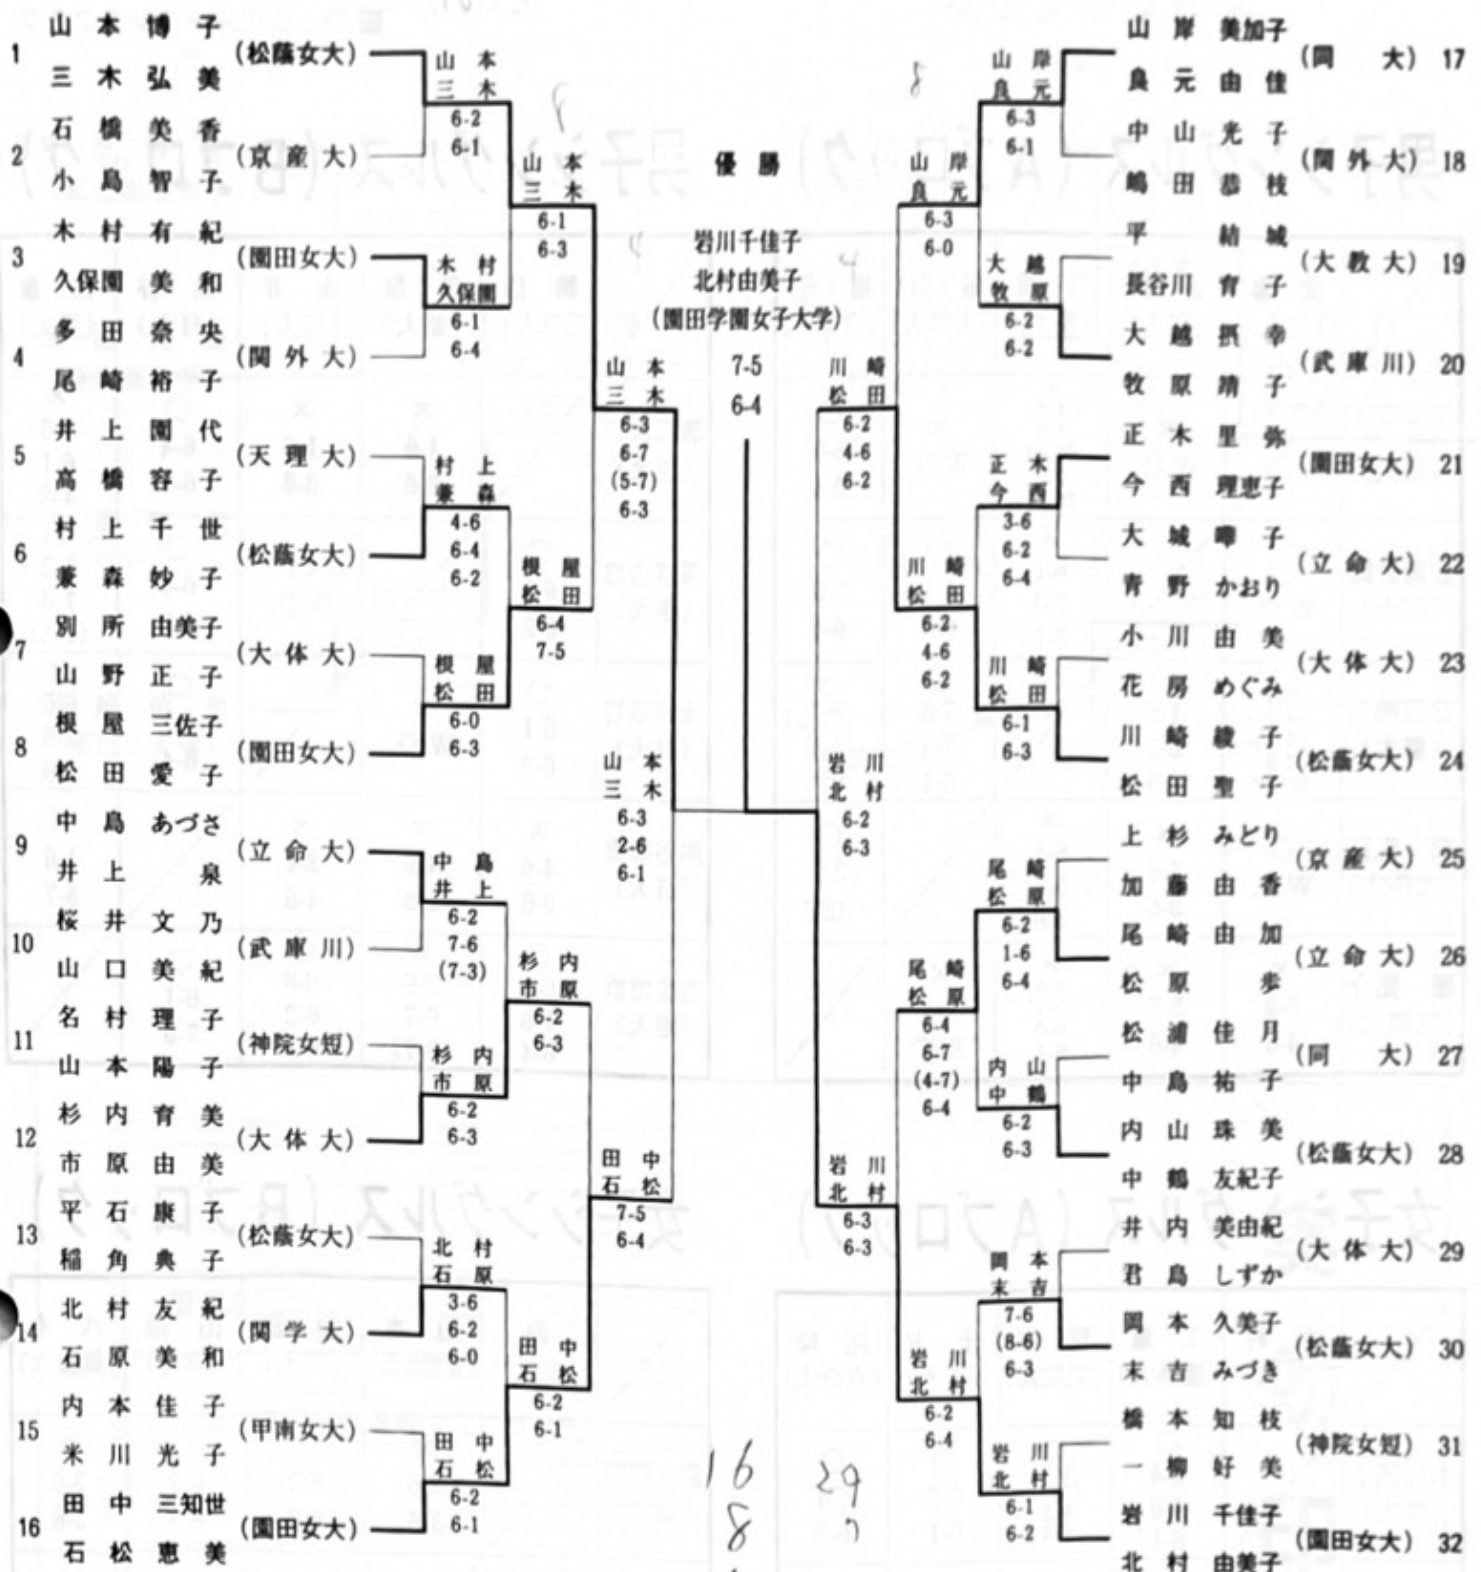 優勝
岩川千佳子
北村由美子
(園田学園女子大学)
7-5
6-4
1 山本博子 三木弘美 (松蔭女大)
2 石橋美香 小島智子 (京産大)
3 木村有紀 久保園美和 (園田女大)
4 多田奈央 尾崎裕子 (関外大)
5 井上園代 高橋容子 (天理大)
6 村上千世 兼森妙子 (松蔭女大)
7 別所由美子 山野正子 (大体大)
8 根屋三佐子 松田愛子 (園田女大)
9 中島あづさ 井上泉 (立命大)
10 桜井文乃 山口美紀 (武庫川)
11 名村理子 山本陽子 (神院女短)
12 杉内育美 市原由美 (大体大)
13 平石康子 稲角典子 (松蔭女大)
14 北村友紀 石原美和 (関学大)
15 内本佳子 米川光子 (甲南女大)
16 田中三知世 石松恵美 (園田女大)
山本 三木 6-2 6-1
木村 久保園 6-1 6-4
村上 兼森 4-6 6-4 6-2
根屋 松田 6-0 6-3
中島 井上 6-2 7-6 (7-3)
杉内 市原 6-2 6-3
北村 石原 3-6 6-2 6-0
田中 石松 6-2 6-1
山本 三木 6-1 6-3
根屋 松田 6-4 7-5
杉内 市原 6-2 6-3
田中 石松 6-2 6-1
山本 三木 6-3 6-7 (5-7) 6-3
田中 石松 7-5 6-4
山本 三木 6-3 2-6 6-1
山岸美加子 良元由佳 (同大) 17
中山光子 嶋田恭枝 (関外大) 18
平結城 長谷川育子 (大教大) 19
大越摂幸 牧原靖子 (武庫川) 20
正木里弥 今西理恵子 (園田女大) 21
大城曄子 青野かおり (立命大) 22
小川由美 花房めぐみ (大体大) 23
川崎綾子 松田聖子 (松蔭女大) 24
上杉みどり 加藤由香 (京産大) 25
尾崎由加 松原歩 (立命大) 26
松浦佳月 中島祐子 (同大) 27
内山珠美 中鶴友紀子 (松蔭女大) 28
井内美由紀 君島しずか (大体大) 29
岡本久美子 末吉みづき (松蔭女大) 30
橋本知枝 一柳好美 (神院女短) 31
岩川千佳子 北村由美子 (園田女大) 32
山岸 良元 6-3 6-1
大越 牧原 6-2 6-2
正木 今西 3-6 6-2 6-4
川崎 松田 6-1 6-3
尾崎 松原 6-2 1-6 6-4
内山 中鶴 6-2 6-3
岡本 末吉 7-6 (8-6) 6-3
岩川 北村 6-1 6-2
山岸 良元 6-3 6-0
川崎 松田 6-2 4-6 6-2
尾崎 松原 6-4 6-7 (4-7) 6-4
岩川 北村 6-2 6-4
川崎 松田 6-2 4-6 6-2
岩川 北村 6-3 6-3
岩川 北村 6-2 6-3
16
8
29